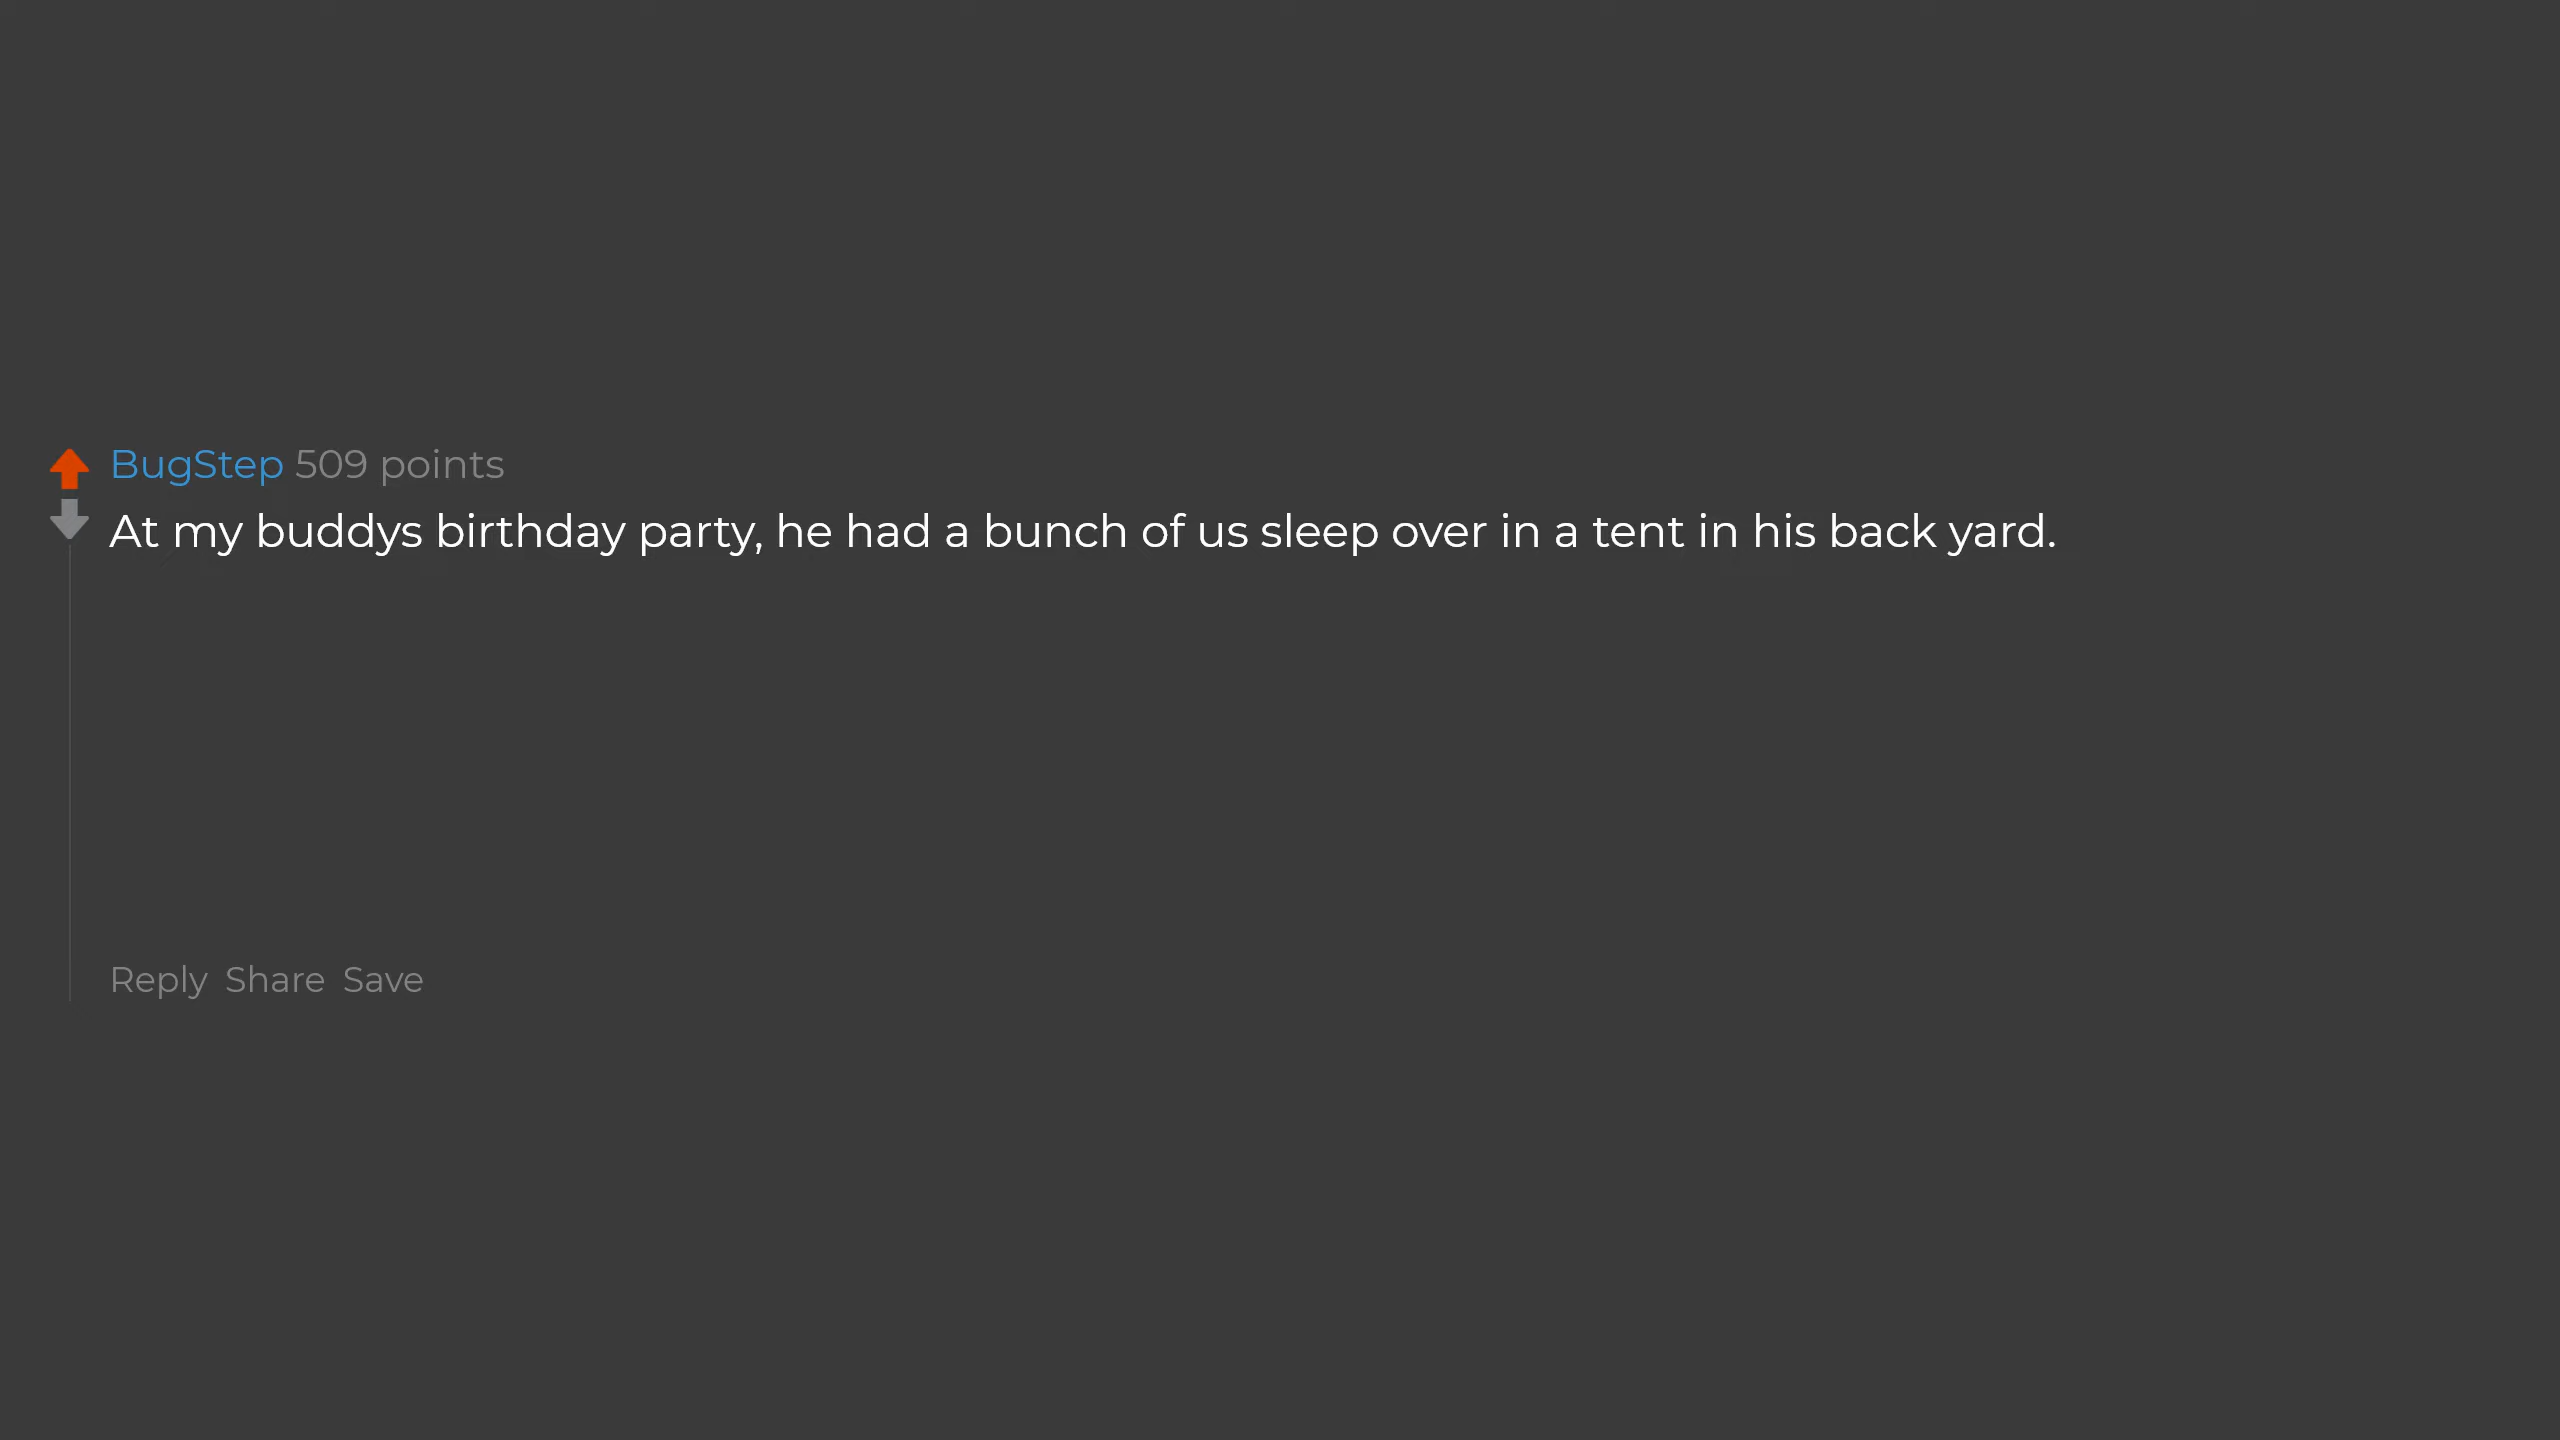 BugStep 509 points
At my buddys birthday party, he had a bunch of us sleep over in a tent in his back yard.
Reply Share Save